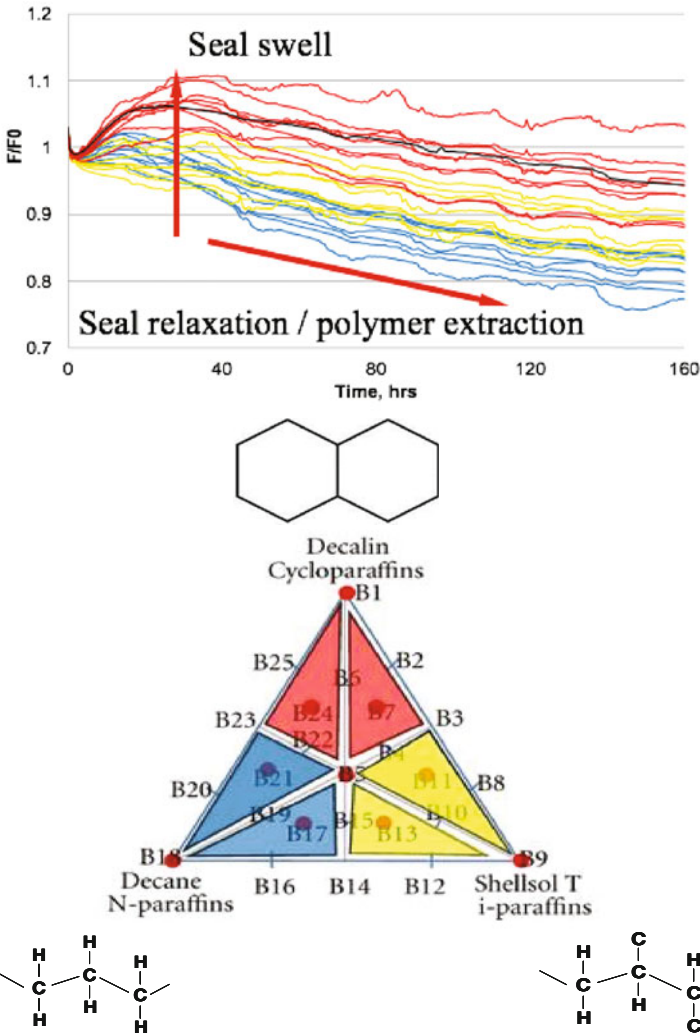 1.2
Seal swell
1.1
1
F/F0
0.9
0.8
Seal relaxation / polymer extraction
0.7
0 40 80 120 160
Time, hrs
Decalin
Cycloparaffins
B1
B25 B2
B6
B24 B7
B23 B3
B22 B4
B5
B21 B11
B20 B8
B19 B15 B10
B17 B13
B18 B9
Decane B16 B14 B12 Shellsol T
N-paraffins i-paraffins
H C
H H H H
C C C C C
H H H H C